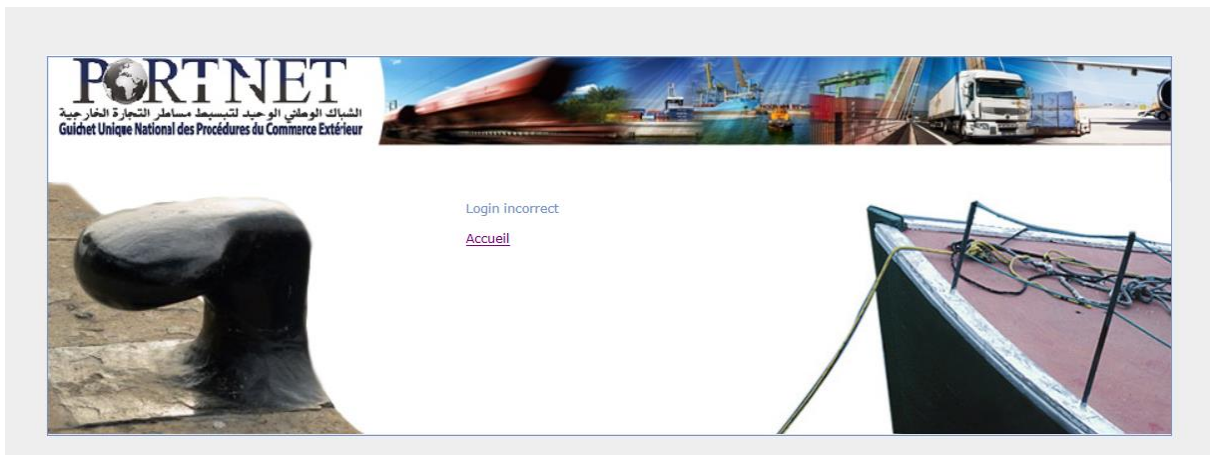 PORTNET
الشباك الوطني الوحيد لتبسيط مساطر التجارة الخارجية
Guichet Unique National des Procédures du Commerce Extérieur
Login incorrect
Accueil